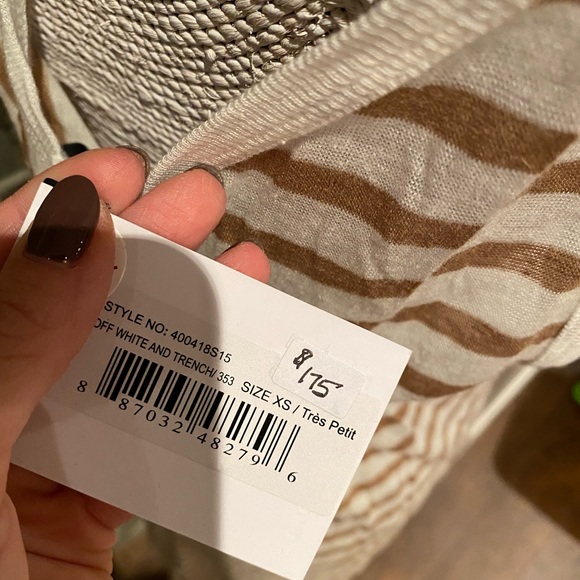 STYLE NO: 400418S15
OFF WHITE AND TRENCH/ 353 SIZE XS / Très Petit
$175
8 87032 48279 6